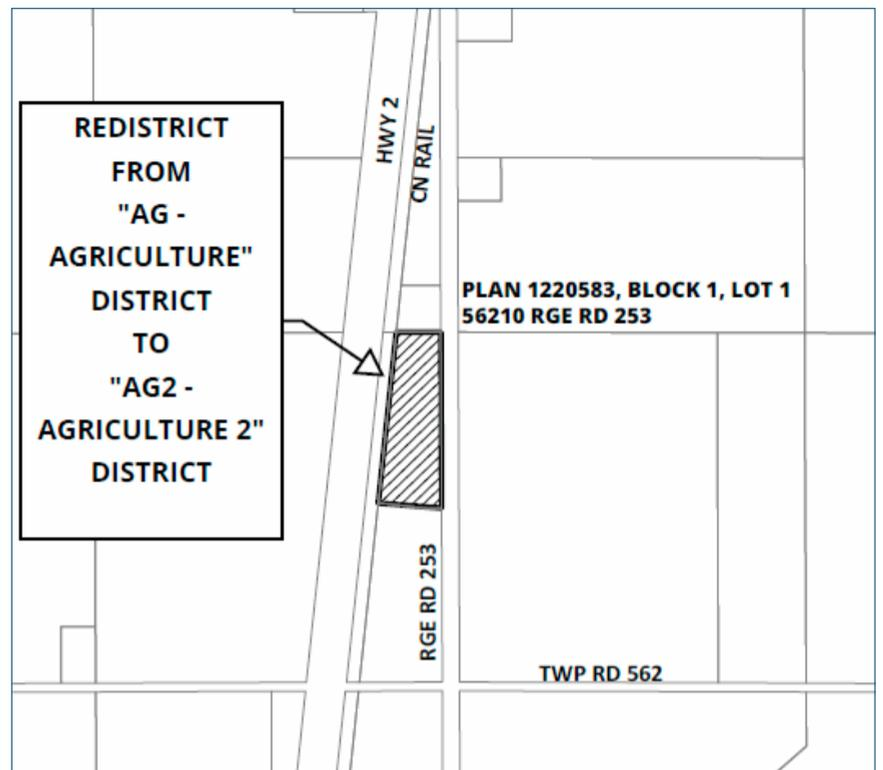 REDISTRICT
FROM
"AG -
AGRICULTURE"
DISTRICT
TO
"AG2 -
AGRICULTURE 2"
DISTRICT
HWY 2
CN RAIL
PLAN 1220583, BLOCK 1, LOT 1
56210 RGE RD 253
RGE RD 253
TWP RD 562